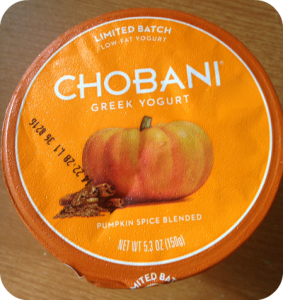 LIMITED BATCH
LOW-FAT YOGURT
CHOBANI
GREEK YOGURT
PUMPKIN SPICE BLENDED
NET WT 5.3 OZ (150g)
LIMITED BATCH